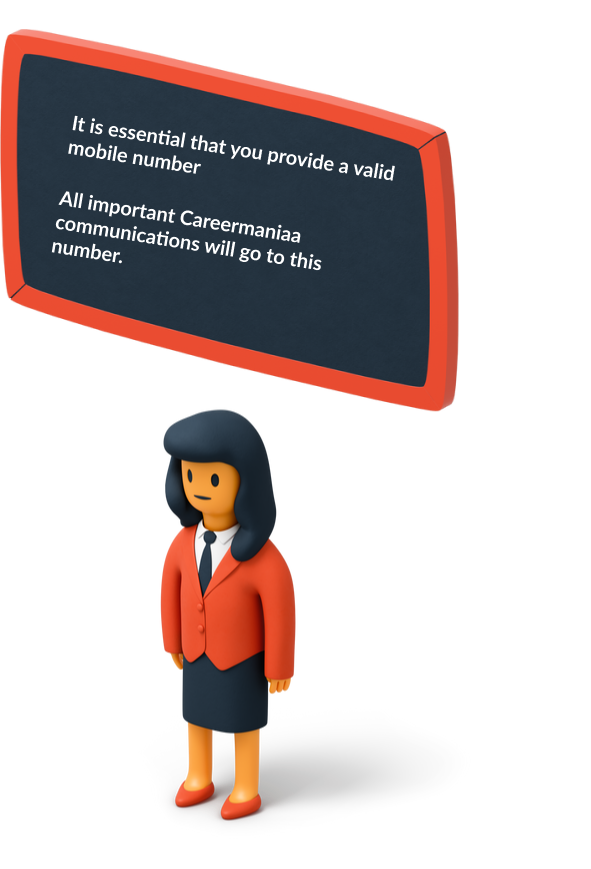 It is essential that you provide a valid
mobile number
All important Careermaniaa
communications will go to this
number.